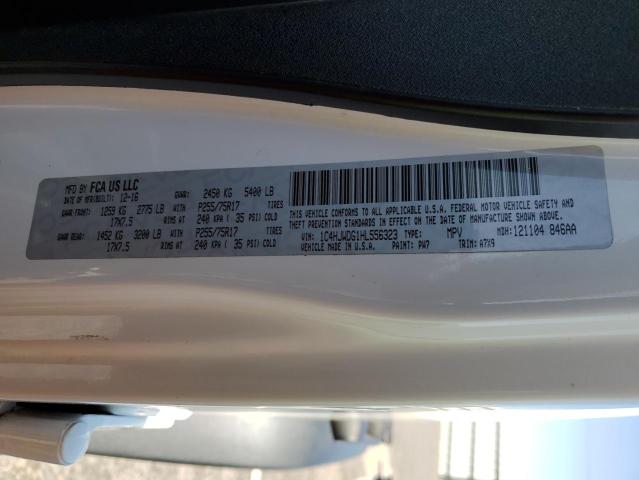 MFD BY FCA US LLC
DATE OF MFR(BUILT): 12-16 GVWR: 2450 KG 5400 LB
GAWR FRONT 1259 KG 2775 LB WITH P255/75R17 TIRES
17X7.5 RIMS AT 240 KPA ( 35 PSI) COLD
GAWR REAR 1452 KG 3200 LB WITH P255/75R17 TIRES
17X7.5 RIMS AT 240 KPA ( 35 PSI) COLD
THIS VEHICLE CONFORMS TO ALL APPLICABLE U.S.A. FEDERAL MOTOR VEHICLE SAFETY, BUMPER, AND
THEFT PREVENTION STANDARDS IN EFFECT ON THE DATE OF MANUFACTURE SHOWN ABOVE.
VIN: 1C4HJWDG1HL556323 TYPE: MPV MDH: 121104 846AA
VEHICLE MADE IN U.S.A. PAINT: PW7 TRIM: A7X9